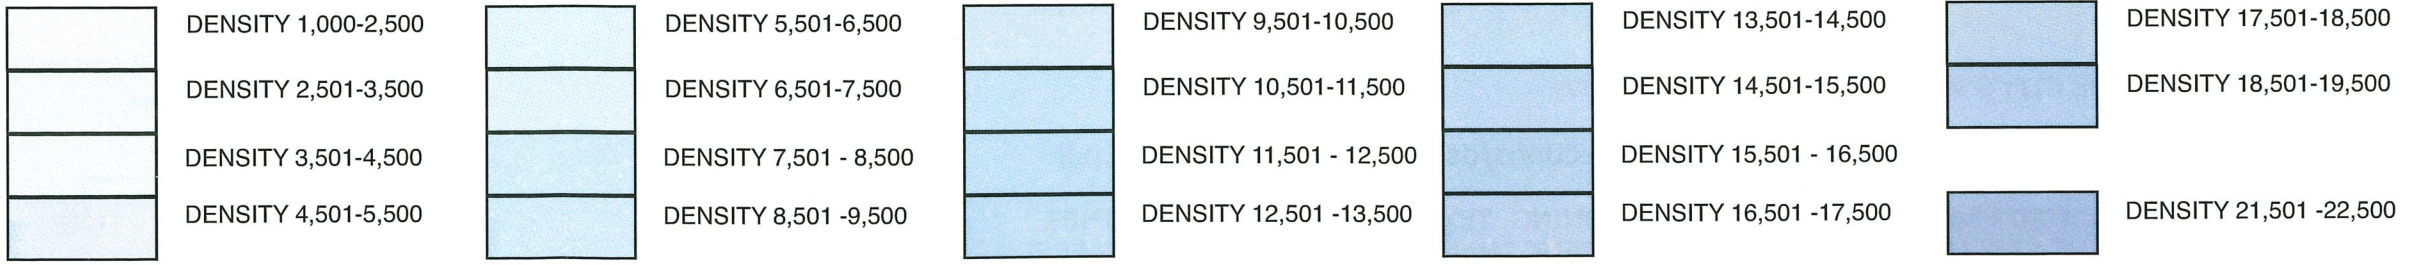 DENSITY 1,000-2,500
DENSITY 2,501-3,500
DENSITY 3,501-4,500
DENSITY 4,501-5,500
DENSITY 5,501-6,500
DENSITY 6,501-7,500
DENSITY 7,501 - 8,500
DENSITY 8,501 -9,500
DENSITY 9,501-10,500
DENSITY 10,501-11,500
DENSITY 11,501 - 12,500
DENSITY 12,501 -13,500
DENSITY 13,501-14,500
DENSITY 14,501-15,500
DENSITY 15,501 - 16,500
DENSITY 16,501 -17,500
DENSITY 17,501-18,500
DENSITY 18,501-19,500
DENSITY 21,501 -22,500